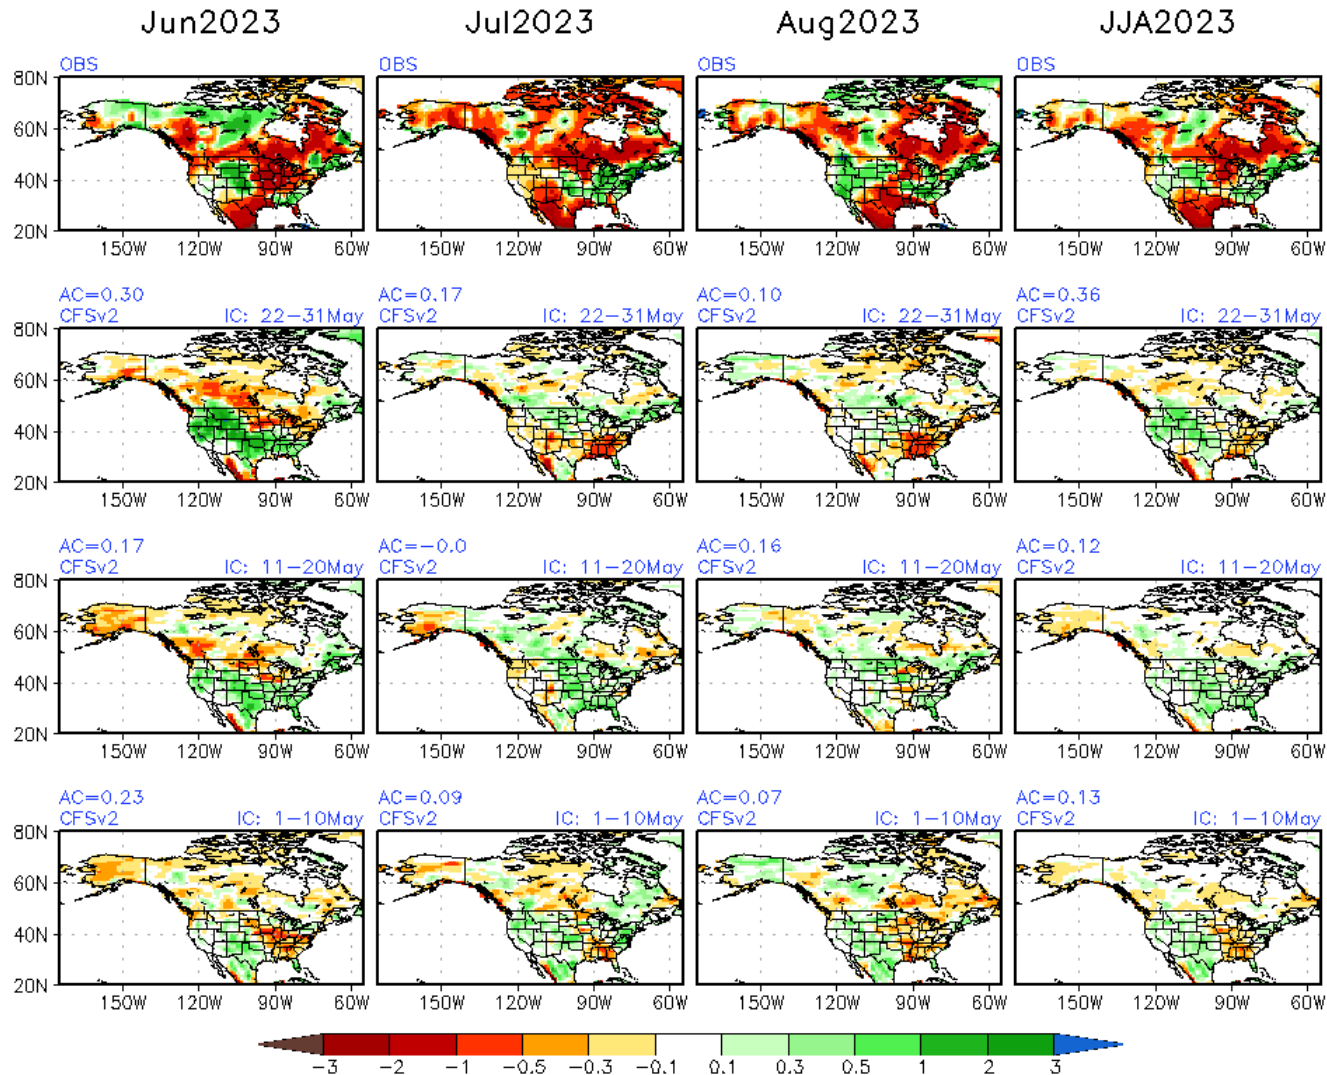 Jun2023 Jul2023 Aug2023 JJA2023
OBS OBS OBS OBS
80N
60N
40N
20N
150W 120W 90W 60W 150W 120W 90W 60W 150W 120W 90W 60W 150W 120W 90W 60W
AC=0.30 AC=0.17 AC=0.10 AC=0.36
CFSv2 IC: 22-31May CFSv2 IC: 22-31May CFSv2 IC: 22-31May CFSv2 IC: 22-31May
80N
60N
40N
20N
150W 120W 90W 60W 150W 120W 90W 60W 150W 120W 90W 60W 150W 120W 90W 60W
AC=0.17 AC=-0.0 AC=0.16 AC=0.12
CFSv2 IC: 11-20May CFSv2 IC: 11-20May CFSv2 IC: 11-20May CFSv2 IC: 11-20May
80N
60N
40N
20N
150W 120W 90W 60W 150W 120W 90W 60W 150W 120W 90W 60W 150W 120W 90W 60W
AC=0.23 AC=0.09 AC=0.07 AC=0.13
CFSv2 IC: 1-10May CFSv2 IC: 1-10May CFSv2 IC: 1-10May CFSv2 IC: 1-10May
80N
60N
40N
20N
150W 120W 90W 60W 150W 120W 90W 60W 150W 120W 90W 60W 150W 120W 90W 60W
-3 -2 -1 -0.5 -0.3 -0.1 0.1 0.3 0.5 1 2 3